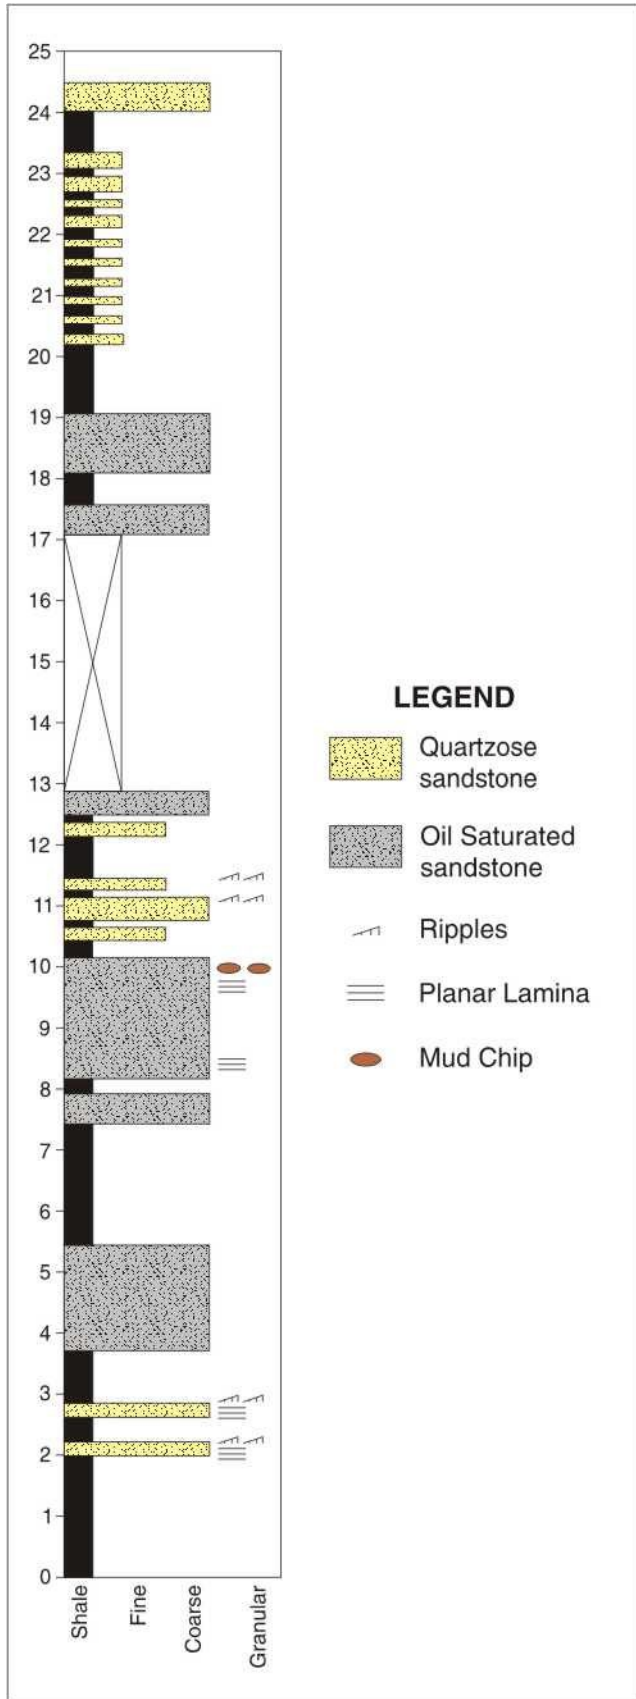 25
24
23
22
21
20
19
18
17
16
15
14
13
12
11
10
9
8
7
6
5
4
3
2
1
0
Shale
Fine
Coarse
Granular
LEGEND
Quartzose
sandstone
Oil Saturated
sandstone
Ripples
Planar Lamina
Mud Chip